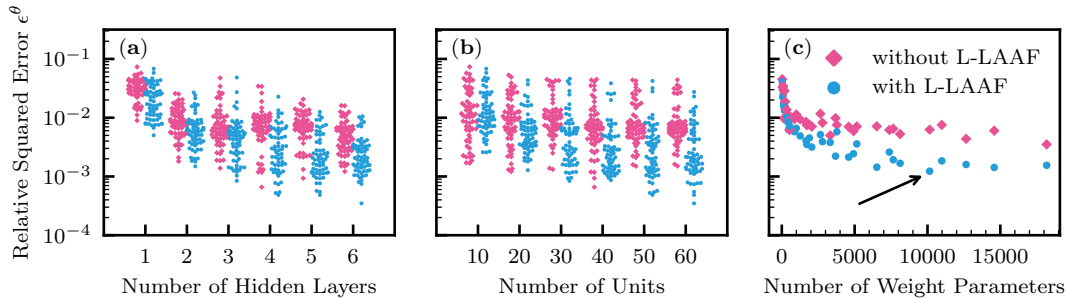 Relative Squared Error ϵ^θ
10^{−1}
10^{−2}
10^{−3}
10^{−4}
(a)
1 2 3 4 5 6
Number of Hidden Layers
(b)
10 20 30 40 50 60
Number of Units
(c)
without L-LAAF
with L-LAAF
0 5000 10000 15000
Number of Weight Parameters